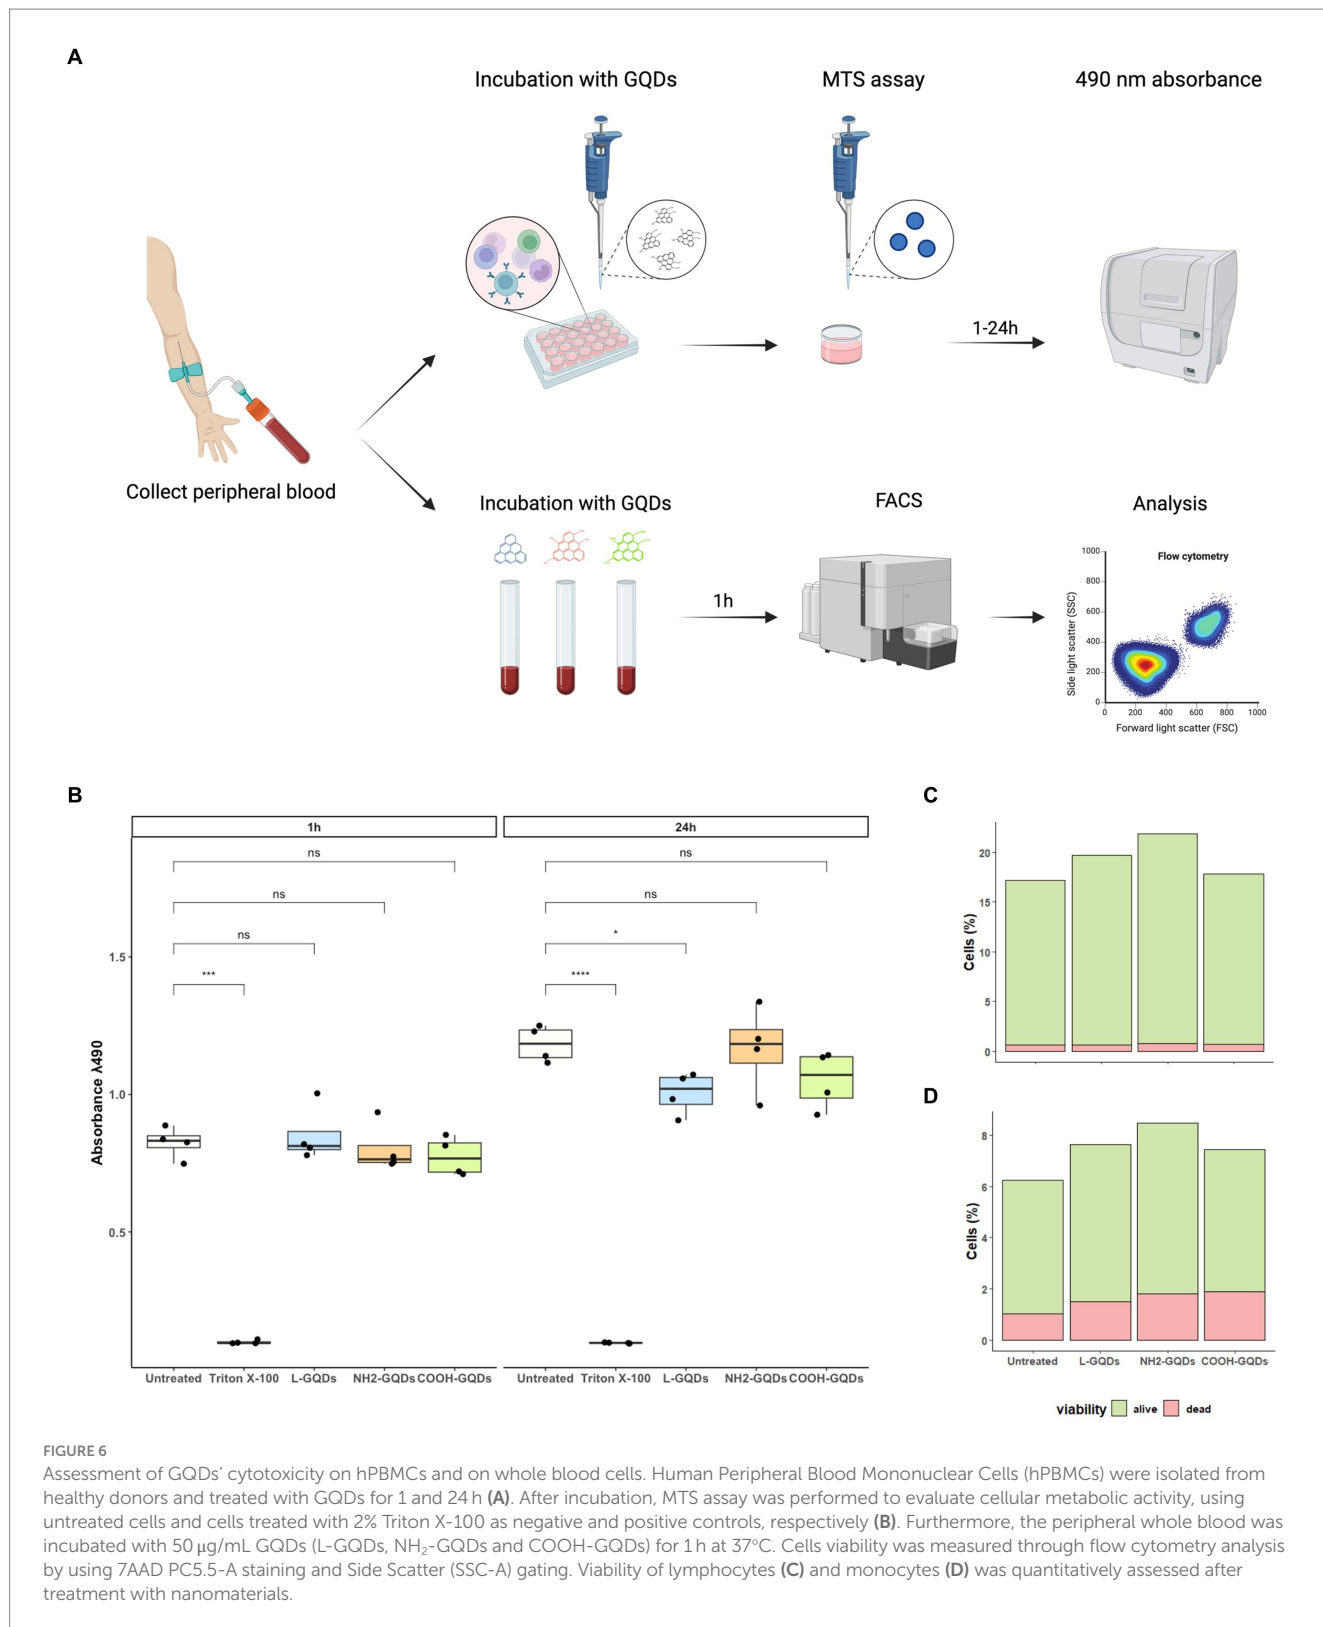 A
Incubation with GQDs
MTS assay
490 nm absorbance
1-24h
Collect peripheral blood
Incubation with GQDs
FACS
Analysis
1h
Flow cytometry
1000
800
600
400
200
0
Side light scatter (SSC)
0 200 400 600 800 1000
Forward light scatter (FSC)
B
1h
24h
ns
ns
ns
***
ns
ns
*
****
1.5
1.0
0.5
Absorbance λ490
Untreated Triton X-100 L-GQDs NH2-GQDs COOH-GQDs
Untreated Triton X-100 L-GQDs NH2-GQDs COOH-GQDs
C
20
15
10
5
0
Cells (%)
D
8
6
4
2
0
Cells (%)
Untreated L-GQDs NH2-GQDs COOH-GQDs
viability alive dead
FIGURE 6
Assessment of GQDs’ cytotoxicity on hPBMCs and on whole blood cells. Human Peripheral Blood Mononuclear Cells (hPBMCs) were isolated from
healthy donors and treated with GQDs for 1 and 24 h (A). After incubation, MTS assay was performed to evaluate cellular metabolic activity, using
untreated cells and cells treated with 2% Triton X-100 as negative and positive controls, respectively (B). Furthermore, the peripheral whole blood was
incubated with 50 μg/mL GQDs (L-GQDs, NH₂-GQDs and COOH-GQDs) for 1 h at 37°C. Cells viability was measured through flow cytometry analysis
by using 7AAD PC5.5-A staining and Side Scatter (SSC-A) gating. Viability of lymphocytes (C) and monocytes (D) was quantitatively assessed after
treatment with nanomaterials.